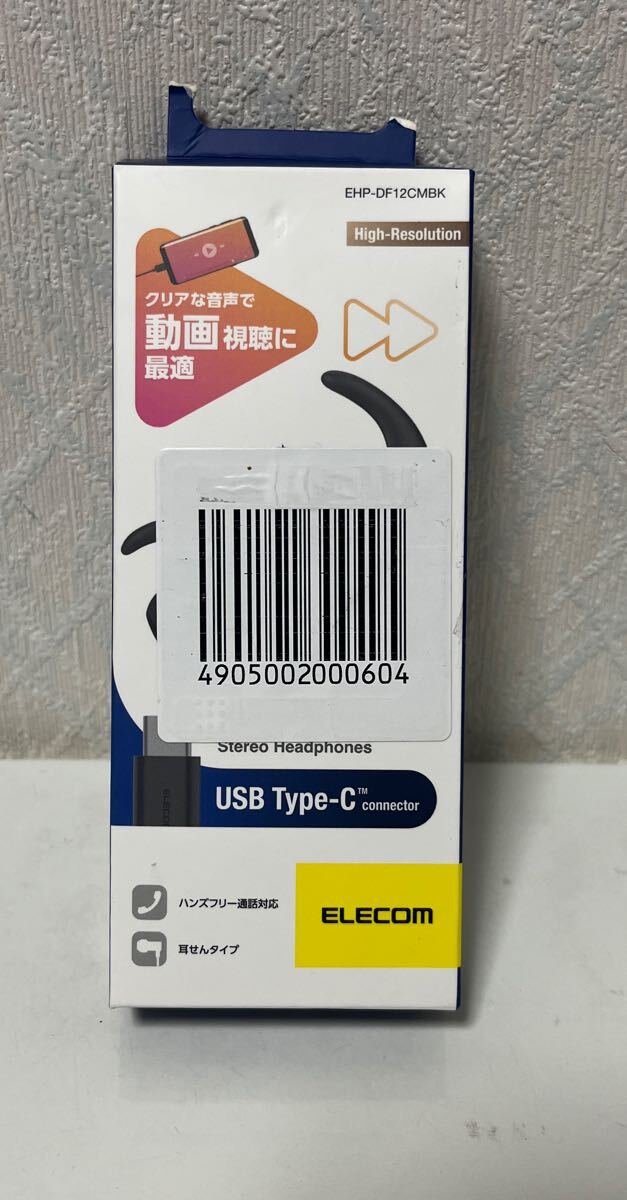 EHP-DF12CMBK
High-Resolution
クリアな音声で
動画視聴に
最適
4905002000604
Stereo Headphones
USB Type-C™ connector
ELECOM
ハンズフリー通話対応
ELECOM
耳せんタイプ